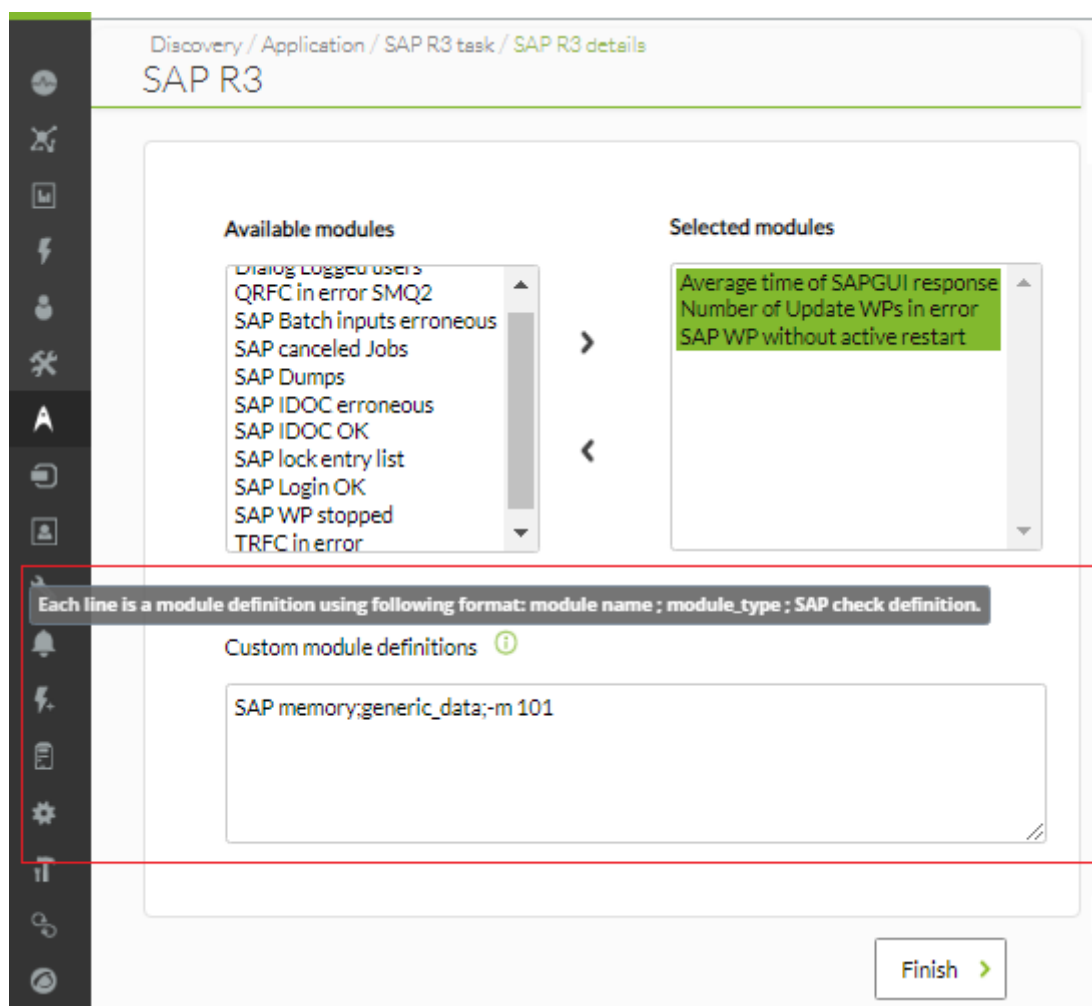 Discovery / Application / SAP R3 task / SAP R3 details
SAP R3
Available modules
Dialog Logged users
QRFC in error SMQ2
SAP Batch inputs erroneous
SAP canceled Jobs
SAP Dumps
SAP IDOC erroneous
SAP IDOC OK
SAP lock entry list
SAP Login OK
SAP WP stopped
TRFC in error
Selected modules
Average time of SAPGUI response
Number of Update WPs in error
SAP WP without active restart
Each line is a module definition using following format: module name ; module_type ; SAP check definition.
Custom module definitions
SAP memory;generic_data;-m 101
Finish